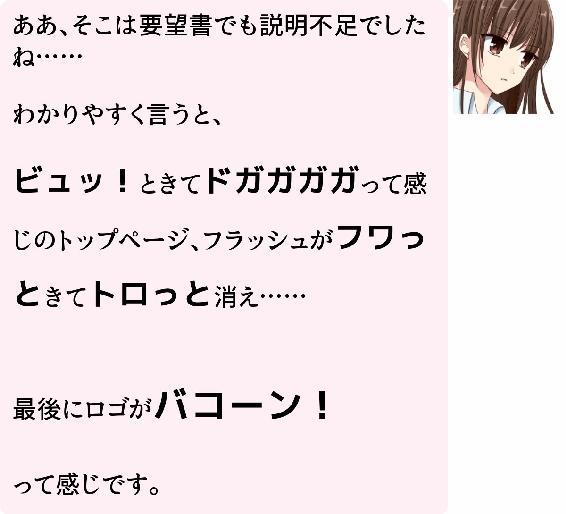 ああ、そこは要望書でも説明不足でした
ね……
わかりやすく言うと、
ビュッ！ときてドガガガガって感
じのトップページ、フラッシュがフワっ
ときてトロっと消え……
最後にロゴがバコーン！
って感じです。